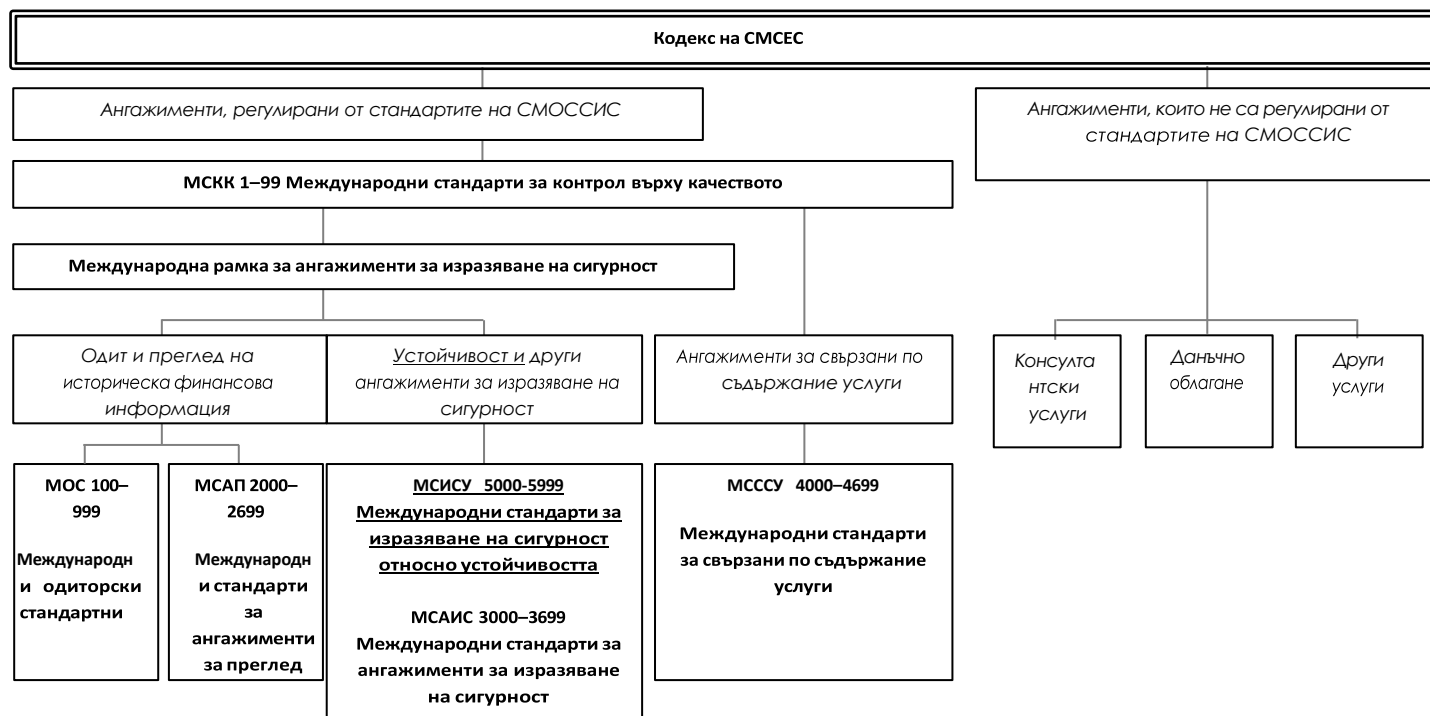 Кодекс на СМСЕС
Ангажименти, регулирани от стандартите на СМОССИС
Ангажименти, които не са регулирани от
стандартите на СМОССИС
МСКК 1–99 Международни стандарти за контрол върху качеството
Международна рамка за ангажименти за изразяване на сигурност
Одит и преглед на
историческа финансова
информация
Устойчивост и други
ангажименти за изразяване на
сигурност
Ангажименти за свързани по
съдържание услуги
Консулта
нтски
услуги
Данъчно
облагане
Други
услуги
МОС 100–
999
Международн
и одиторски
стандартни
МСАП 2000–
2699
Международн
и стандарти
за
ангажименти
за преглед
МСИСУ 5000-5999
Международни стандарти за
изразяване на сигурност
относно устойчивостта
МСАИС 3000–3699
Международни стандарти за
ангажименти за изразяване
на сигурност
МСССУ 4000–4699
Международни стандарти
за свързани по съдържание
услуги